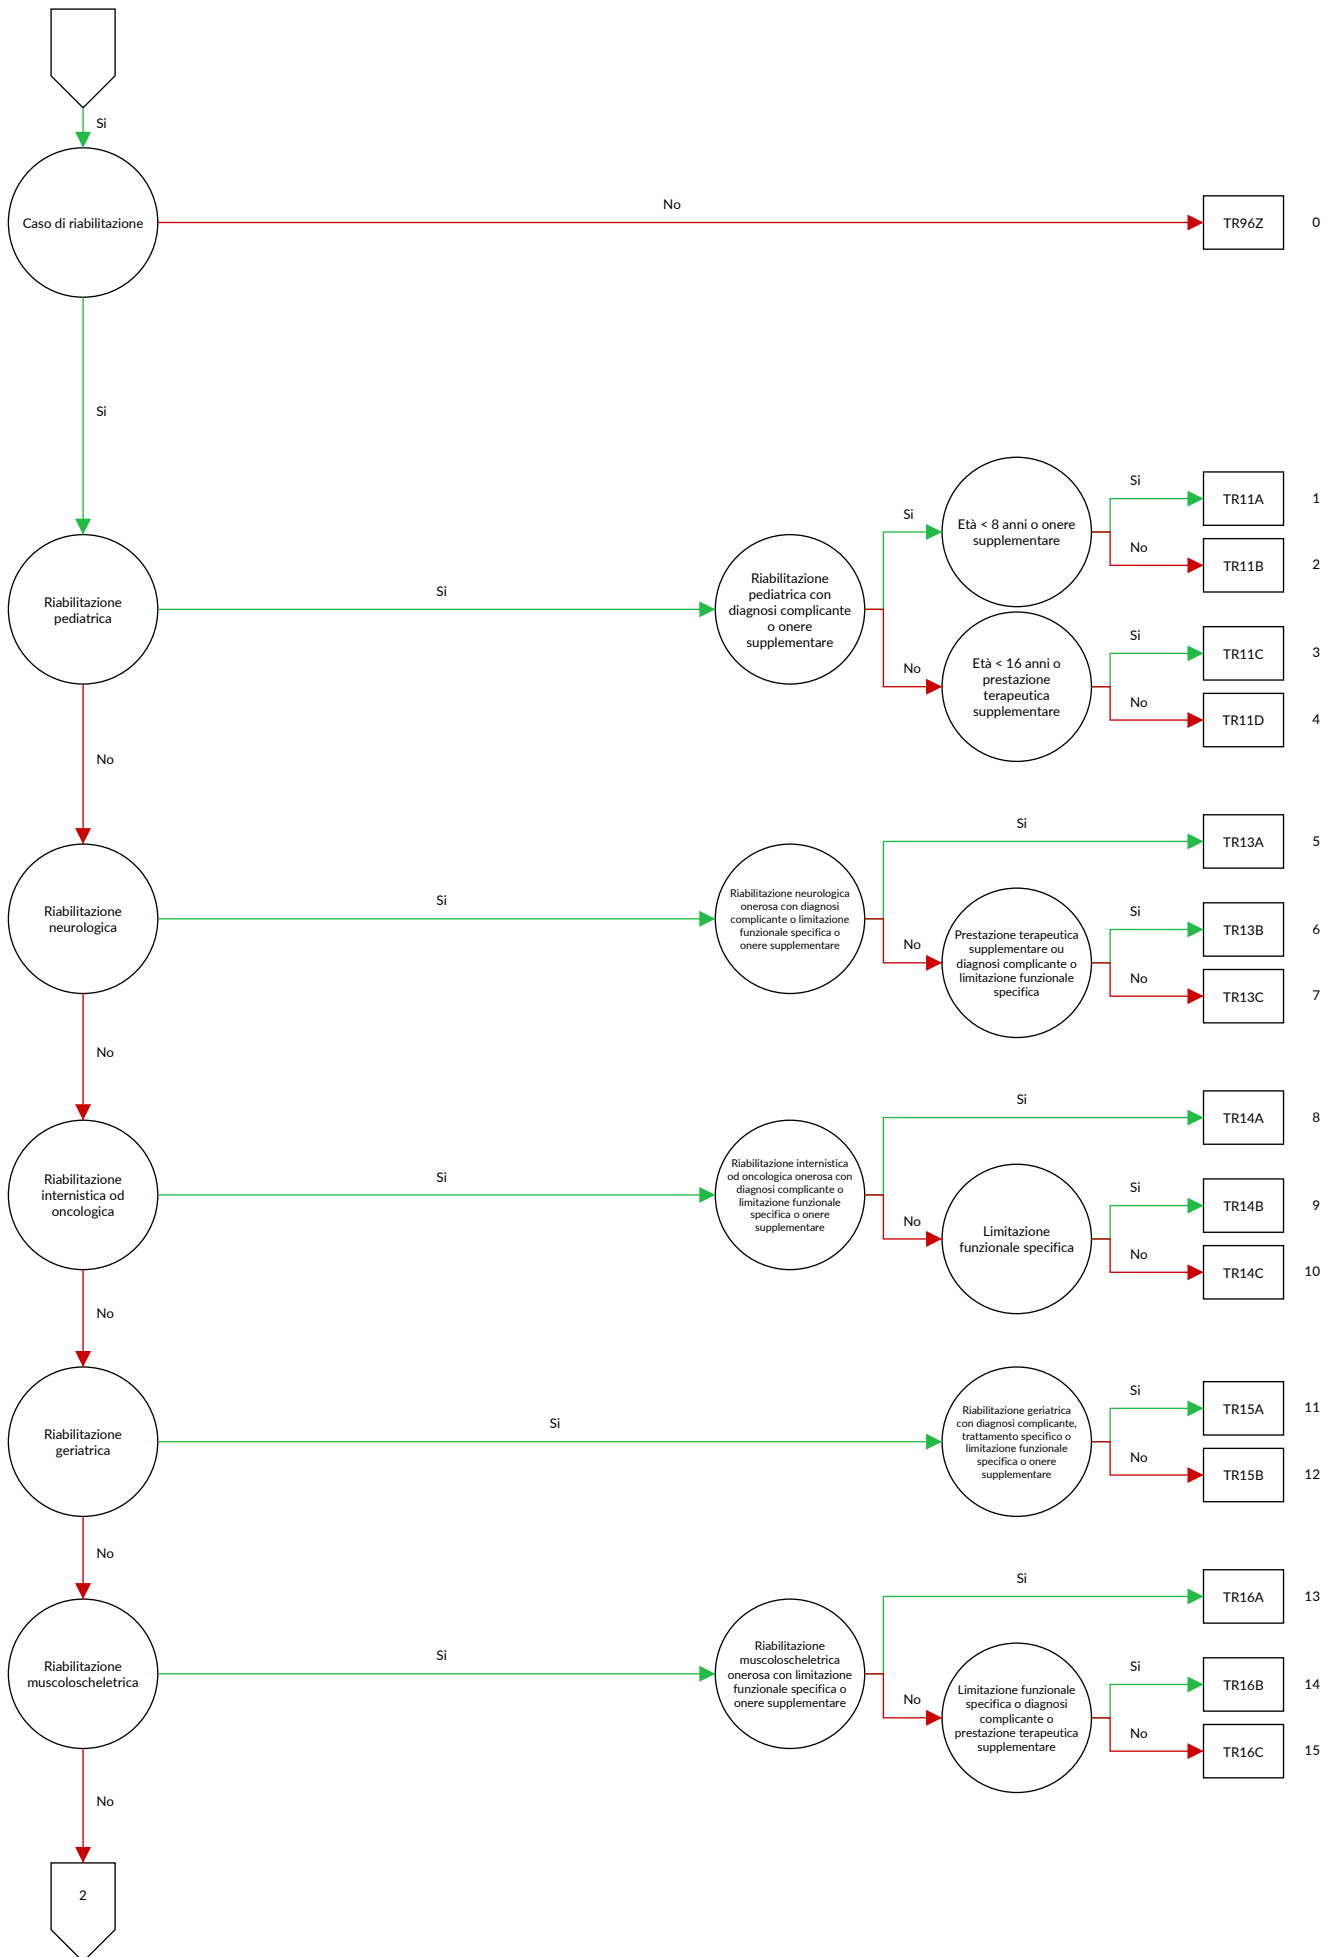 Si
Caso di riabilitazione
No
TR96Z
0
Si
Riabilitazione
pediatrica
Si
Riabilitazione
pediatrica con
diagnosi complicante
o onere
supplementare
Si
Età < 8 anni o onere
supplementare
Si
TR11A
1
No
TR11B
2
No
Età < 16 anni o
prestazione
terapeutica
supplementare
Si
TR11C
3
No
TR11D
4
No
Riabilitazione
neurologica
Si
Riabilitazione neurologica
onerosa con diagnosi
complicante o limitazione
funzionale specifica o
onere supplementare
Si
TR13A
5
No
Prestazione terapeutica
supplementare ou
diagnosi complicante o
limitazione funzionale
specifica
Si
TR13B
6
No
TR13C
7
No
Riabilitazione
internistica od
oncologica
Si
Riabilitazione internistica
od oncologica onerosa con
diagnosi complicante o
limitazione funzionale
specifica o onere
supplementare
Si
TR14A
8
No
Limitazione
funzionale specifica
Si
TR14B
9
No
TR14C
10
No
Riabilitazione
geriatrica
Si
Riabilitazione geriatrica
con diagnosi complicante,
trattamento specifico o
limitazione funzionale
specifica o onere
supplementare
Si
TR15A
11
No
TR15B
12
No
Riabilitazione
muscoloscheletrica
Si
Riabilitazione
muscoloscheletrica
onerosa con limitazione
funzionale specifica o
onere supplementare
Si
TR16A
13
No
Limitazione funzionale
specifica o diagnosi
complicante o
prestazione terapeutica
supplementare
Si
TR16B
14
No
TR16C
15
No
2